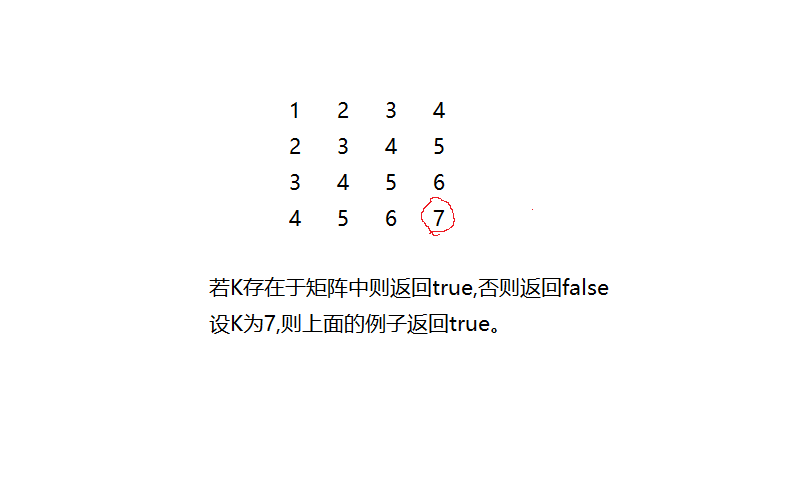 1 2 3 4
2 3 4 5
3 4 5 6
4 5 6 7
若K存在于矩阵中则返回true,否则返回false
设K为7,则上面的例子返回true。